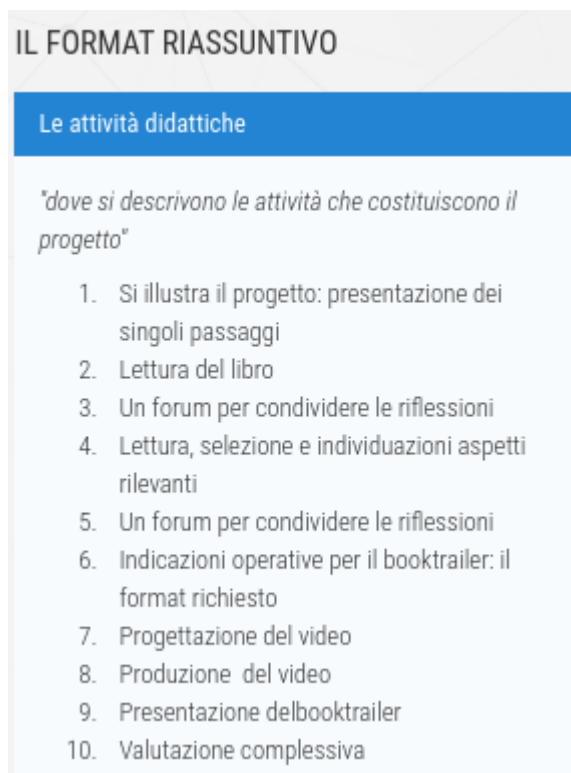 IL FORMAT RIASSUNTIVO
Le attività didattiche
"dove si descrivono le attività che costituiscono il
progetto"
1. Si illustra il progetto: presentazione dei
singoli passaggi
2. Lettura del libro
3. Un forum per condividere le riflessioni
4. Lettura, selezione e individuazioni aspetti
rilevanti
5. Un forum per condividere le riflessioni
6. Indicazioni operative per il booktrailer: il
format richiesto
7. Progettazione del video
8. Produzione  del video
9. Presentazione delbooktrailer
10. Valutazione complessiva